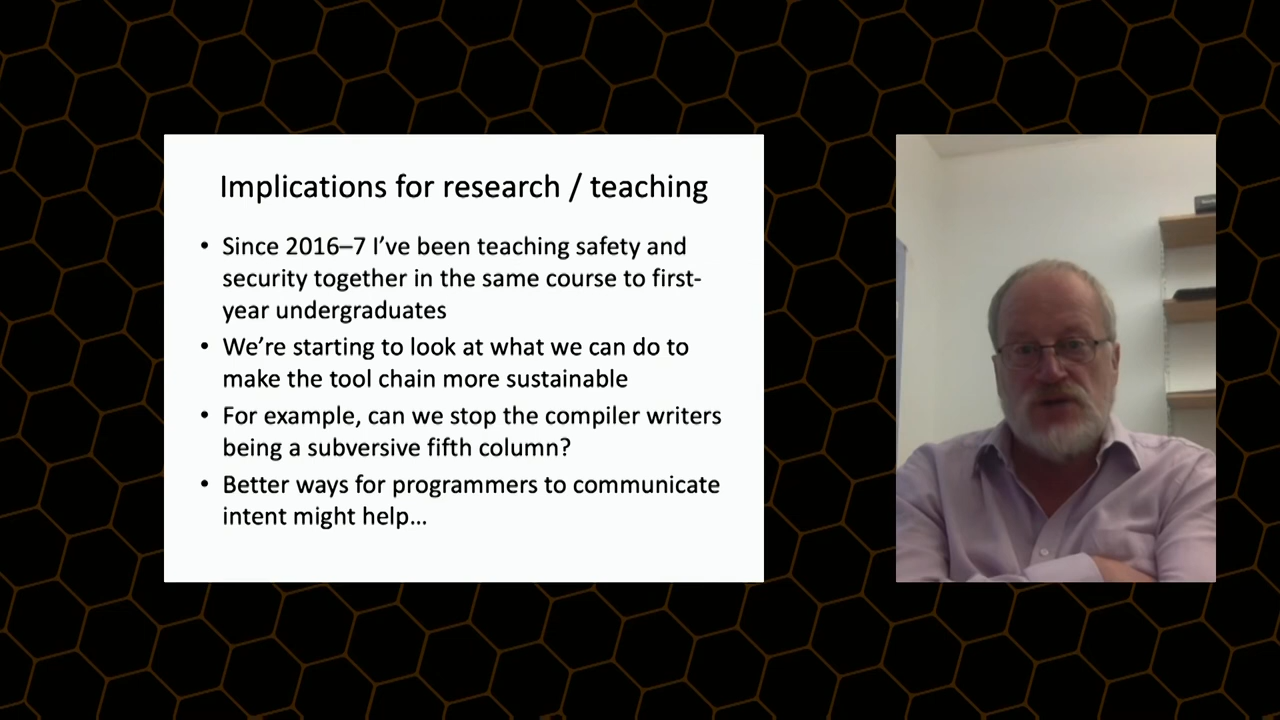 Implications for research / teaching
• Since 2016–7 I’ve been teaching safety and
security together in the same course to first-
year undergraduates
• We’re starting to look at what we can do to
make the tool chain more sustainable
• For example, can we stop the compiler writers
being a subversive fifth column?
• Better ways for programmers to communicate
intent might help…